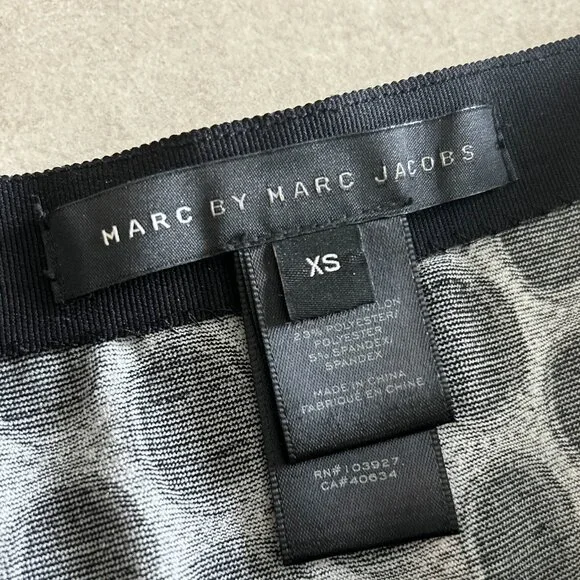 MARC BY MARC JACOBS
XS
POLYESTER/
POLYESTER
5% SPANDEX/
SPANDEX
MADE IN CHINA
FABRIQUÉ EN CHINE
RN#103927
CA#40634